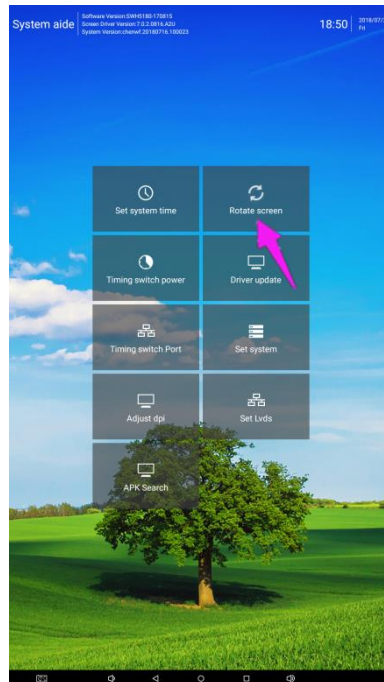 System aide
Software Version:SWHS180-170815
Screen Driver Version:7.0.2.0816.A2U
System Version:chenwf.20180716.100023
18:50
Fri
Set system time
Rotate screen
Timing switch power
Driver update
Timing switch Port
Set system
Adjust dpi
Set Lvds
APK Search